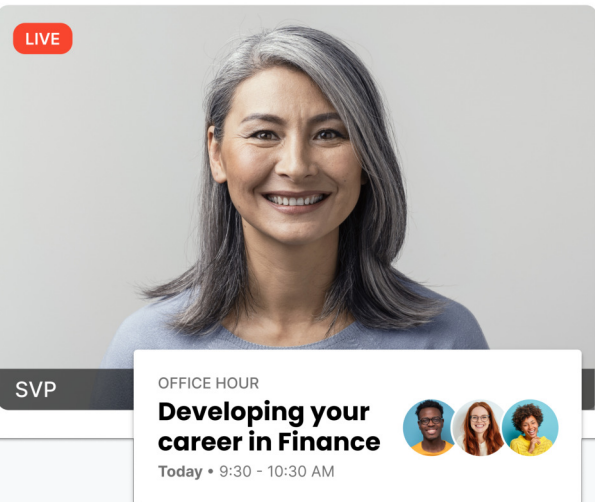 LIVE
SVP
OFFICE HOUR
Developing your
career in Finance
Today • 9:30 - 10:30 AM